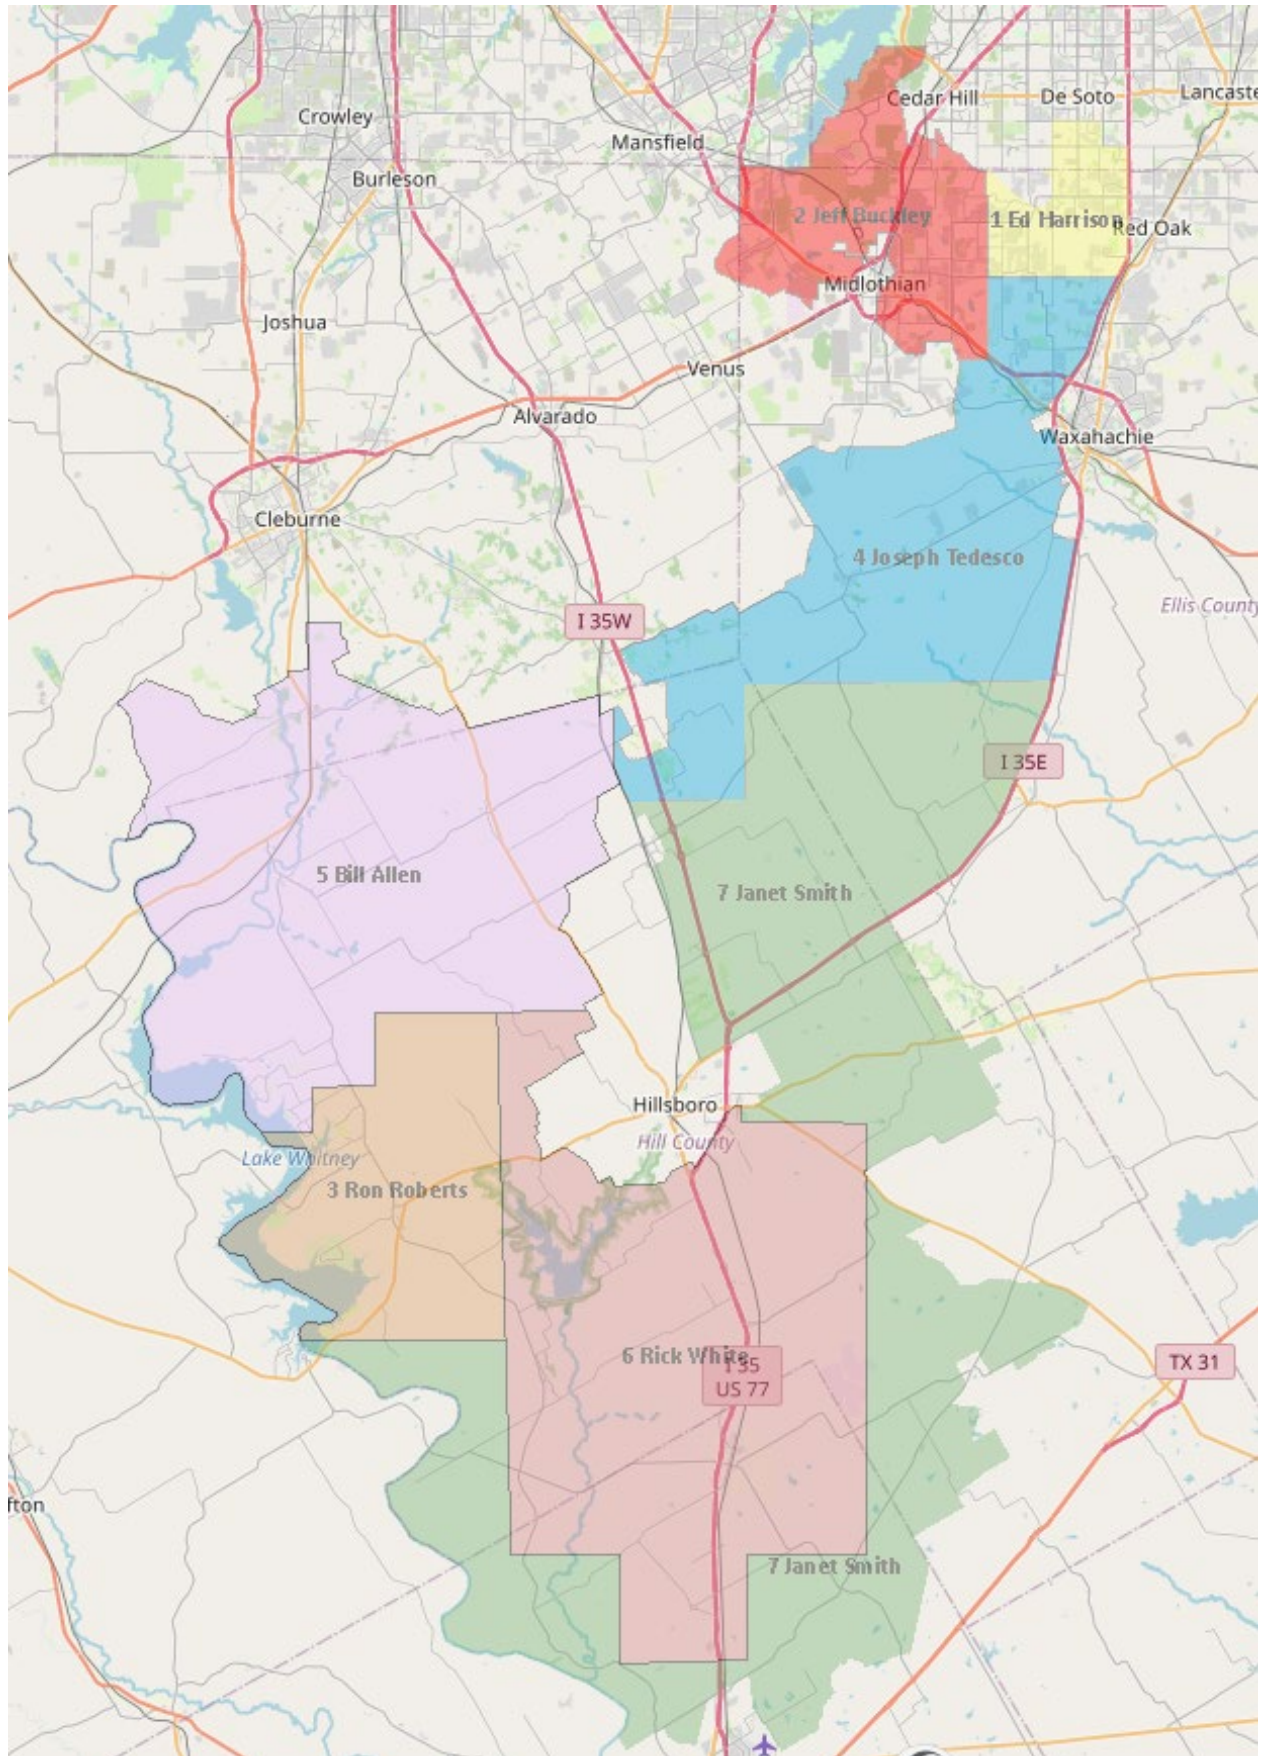 Cedar Hill
De Soto
Lancaste
Crowley
Mansfield
Burleson
2 Jeff Buckley
1 Ed Harrison
Red Oak
Midlothian
Joshua
Venus
Alvarado
Waxahachie
Cleburne
4 Joseph Tedesco
Ellis County
I 35W
I 35E
5 Bill Allen
7 Janet Smith
Hillsboro
Hill County
Lake Whitney
3 Ron Roberts
6 Rick White
I 35
US 77
TX 31
fton
7 Janet Smith